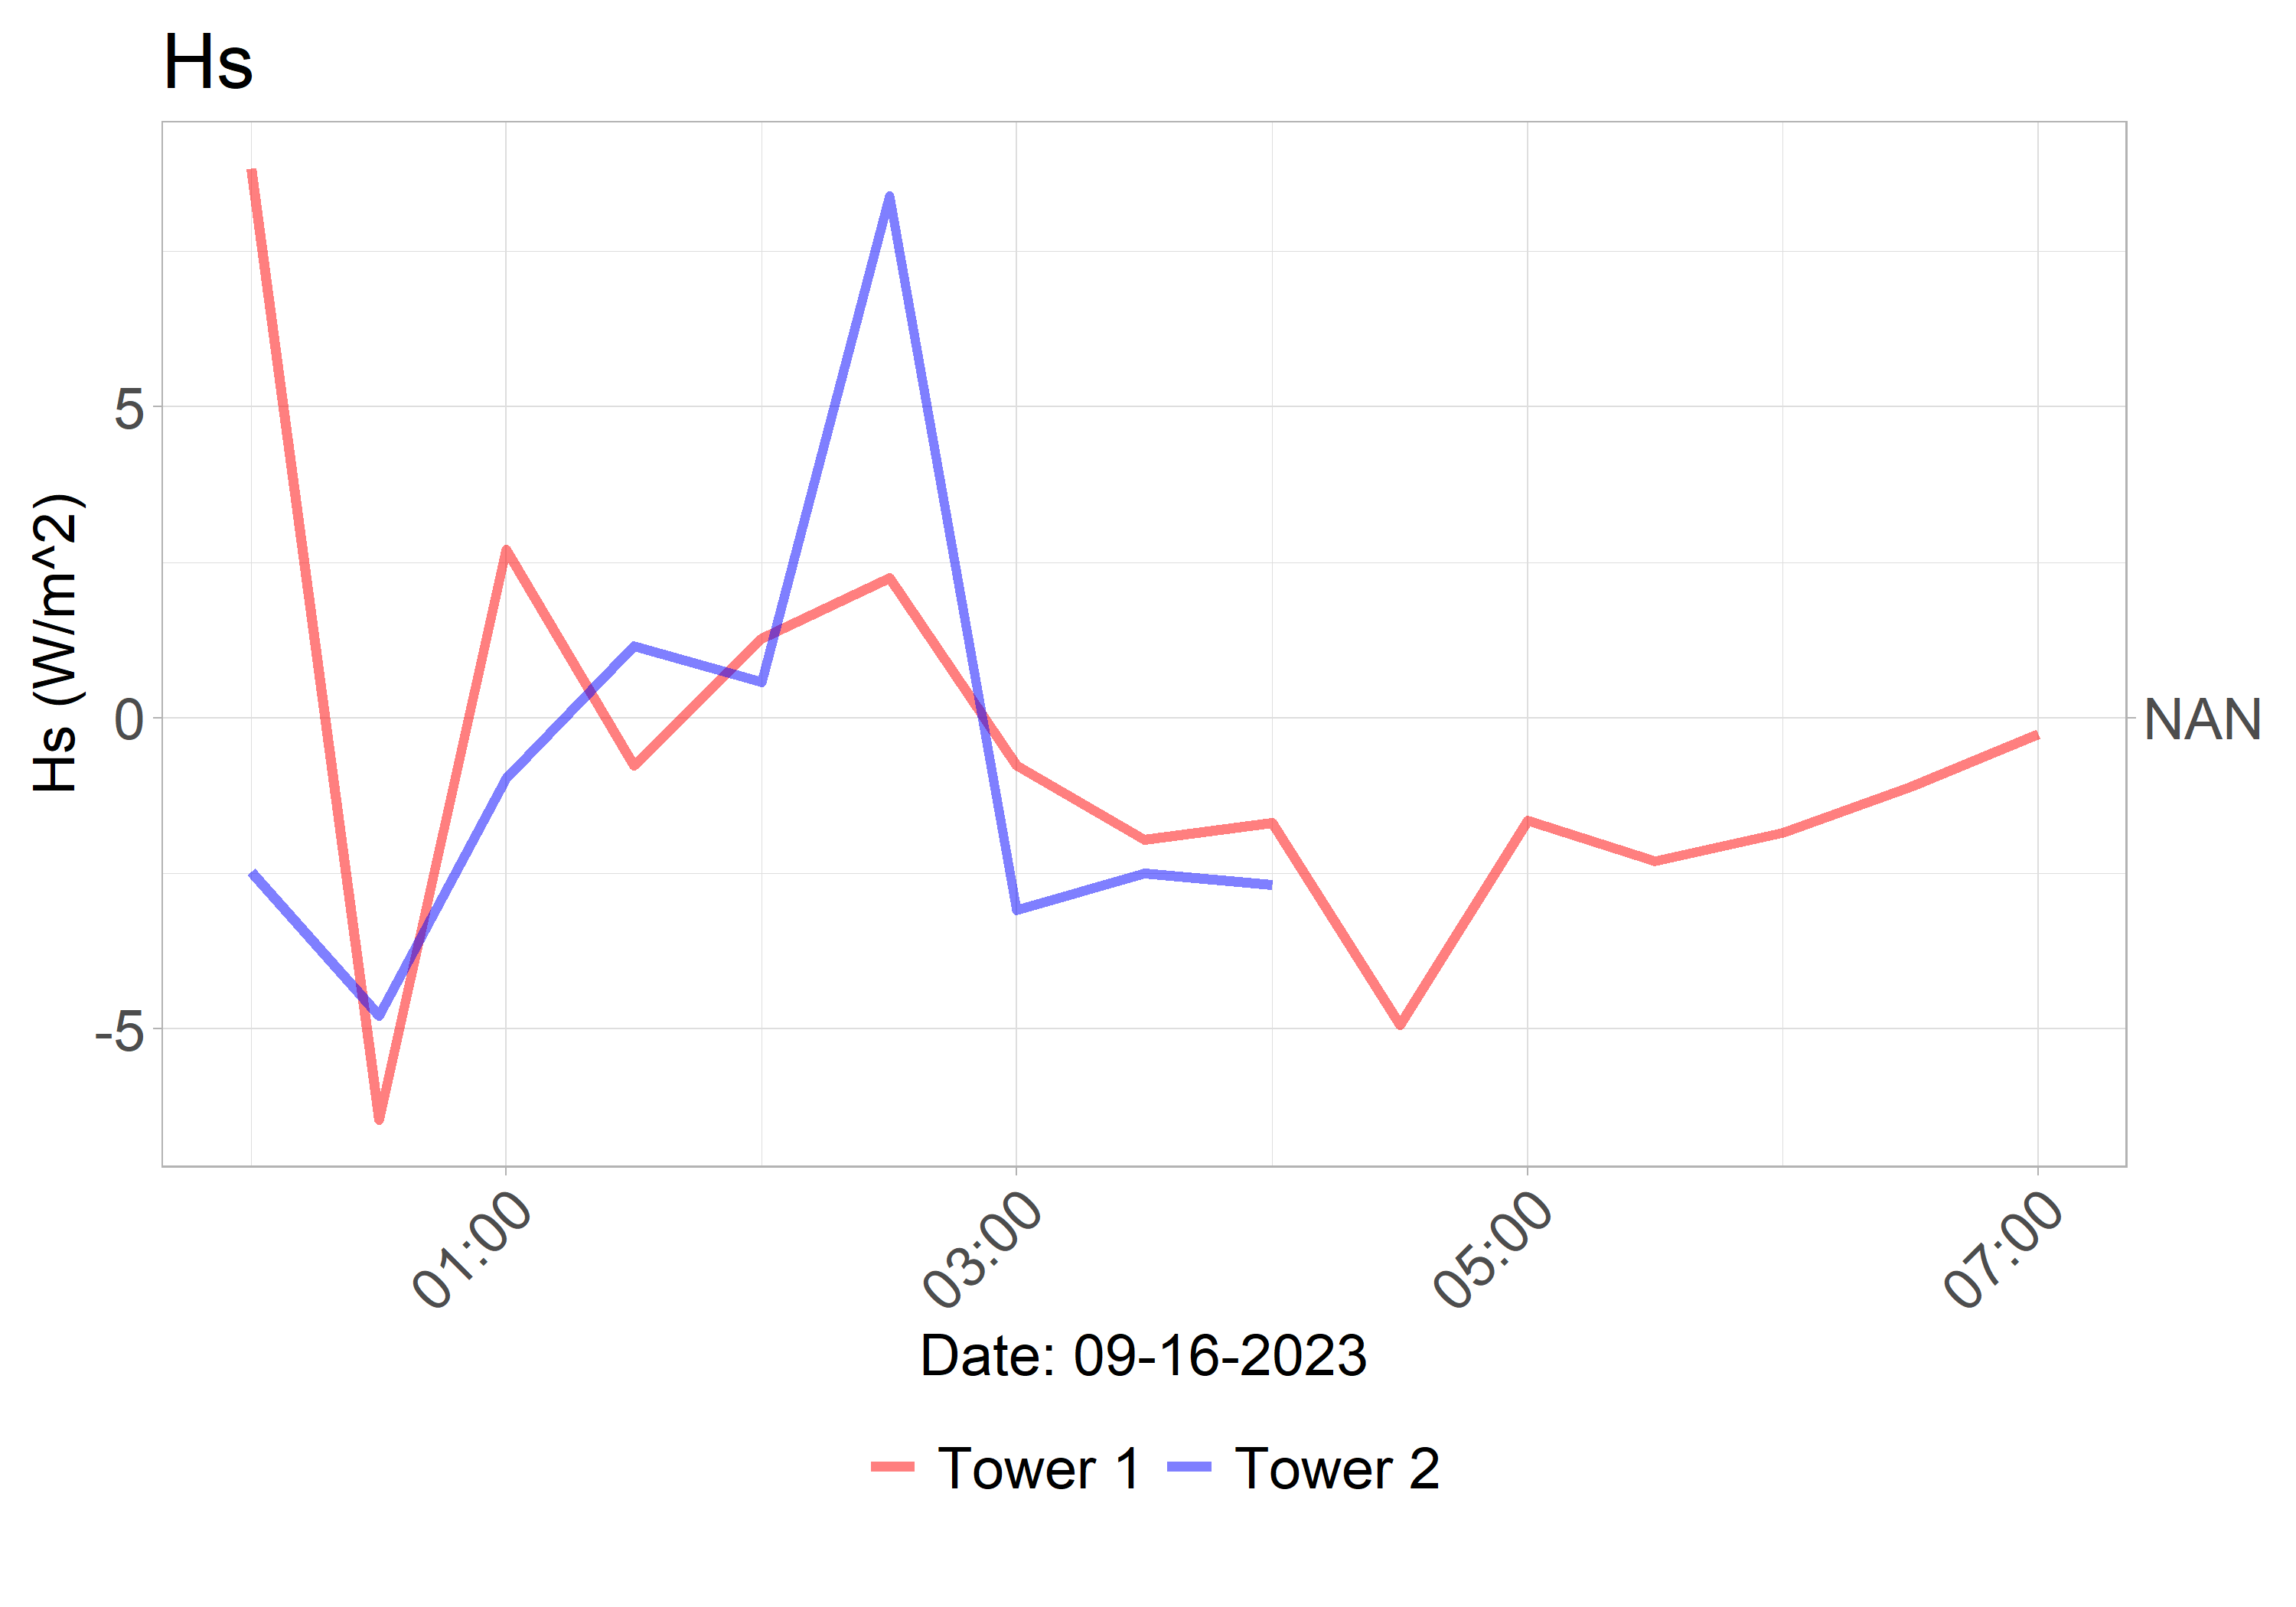 Hs
Hs (W/m^2)
5
0
-5
NAN
01:00
03:00
05:00
07:00
Date: 09-16-2023
Tower 1
Tower 2